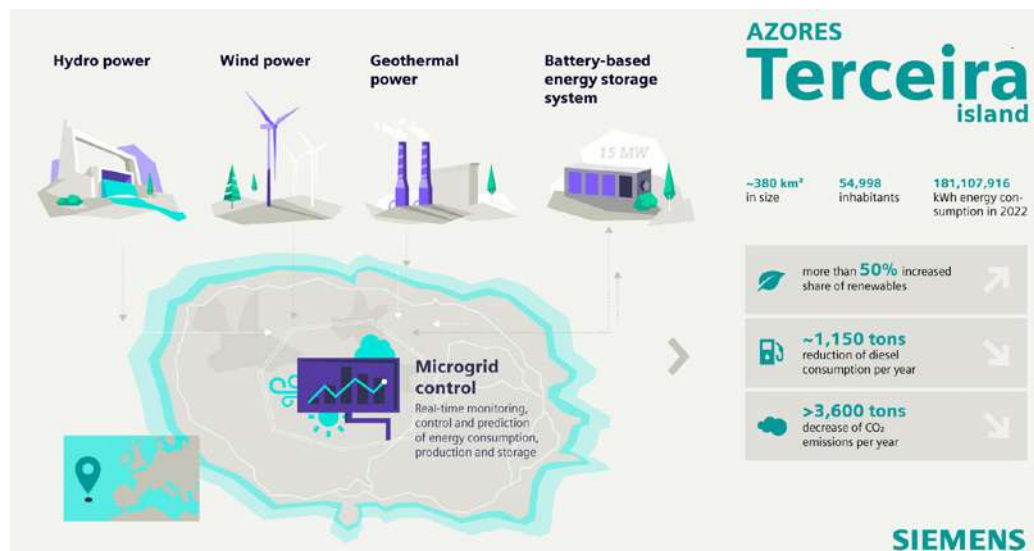 AZORES
Terceira
island
Hydro power
Wind power
Geothermal
power
Battery-based
energy storage
system
15 MW
~380 km²
in size
54,998
inhabitants
181,107,916
kWh energy con-
sumption in 2022
more than 50% increased
share of renewables
~1,150 tons
reduction of diesel
consumption per year
>3,600 tons
decrease of CO₂
emissions per year
Microgrid
control
Real-time monitoring,
control and prediction
of energy consumption,
production and storage
SIEMENS